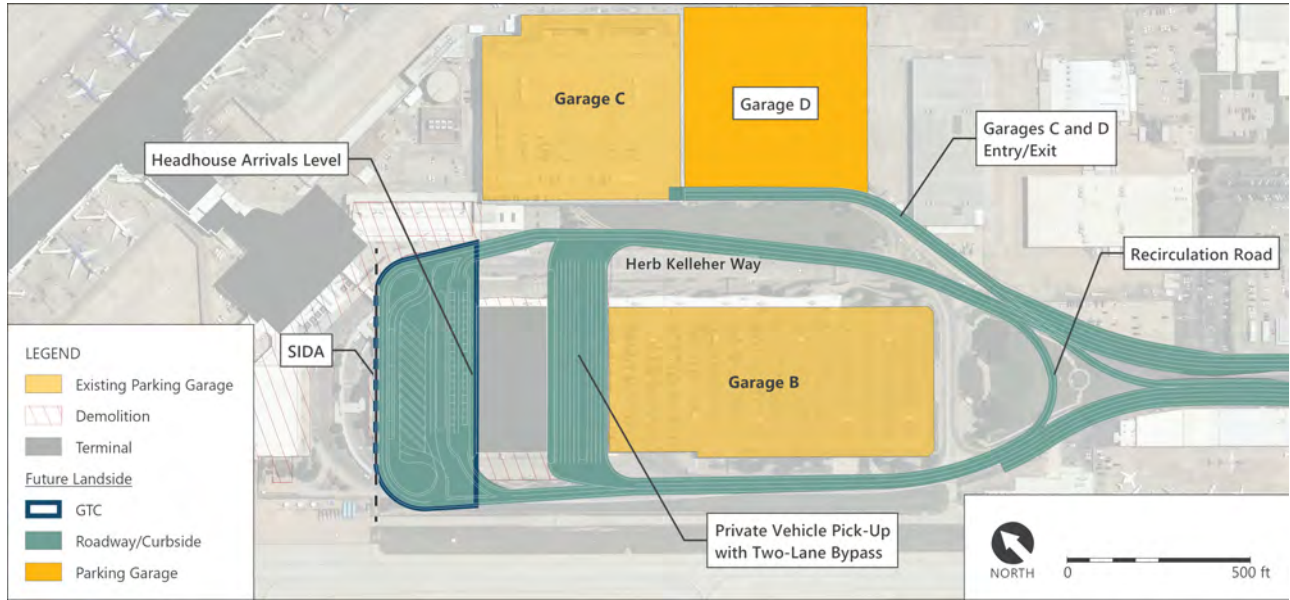 Garage C
Garage D
Garages C and D
Entry/Exit
Headhouse Arrivals Level
Herb Kelleher Way
Recirculation Road
SIDA
Garage B
Private Vehicle Pick-Up
with Two-Lane Bypass
LEGEND
Existing Parking Garage
Demolition
Terminal
Future Landside
GTC
Roadway/Curbside
Parking Garage
NORTH
0 500 ft